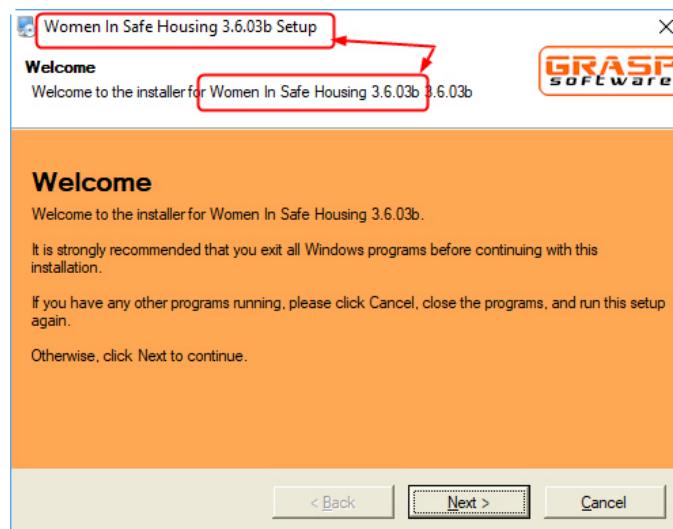 Women In Safe Housing 3.6.03b Setup
Welcome
Welcome to the installer for Women In Safe Housing 3.6.03b 3.6.03b
GRASP
software
Welcome
Welcome to the installer for Women In Safe Housing 3.6.03b.
It is strongly recommended that you exit all Windows programs before continuing with this
installation.
If you have any other programs running, please click Cancel, close the programs, and run this setup
again.
Otherwise, click Next to continue.
< Back
Next >
Cancel